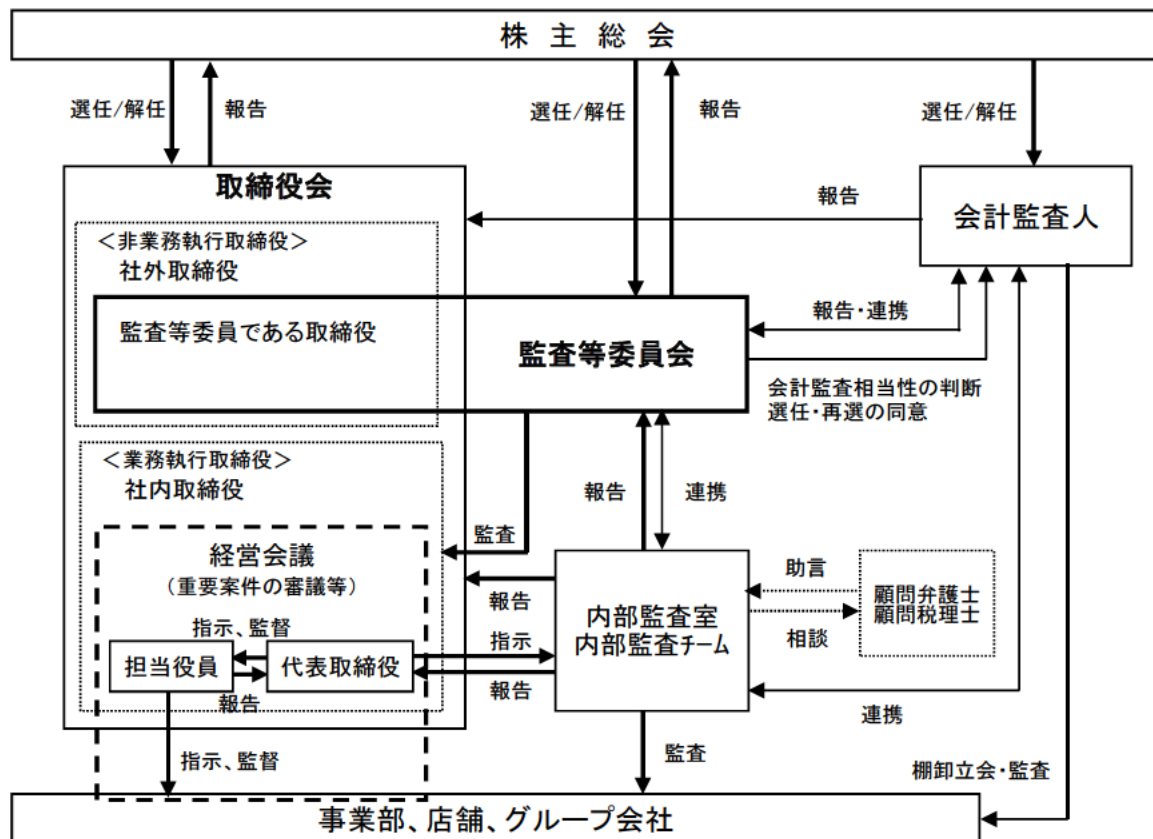 株主総会
選任/解任
報告
選任/解任
報告
選任/解任
取締役会
会計監査人
報告
＜非業務執行取締役＞
社外取締役
監査等委員である取締役
監査等委員会
報告・連携
会計監査相当性の判断
選任・再選の同意
＜業務執行取締役＞
社内取締役
報告
連携
監査
経営会議
（重要案件の審議等）
報告
内部監査室
内部監査チーム
助言
顧問弁護士
顧問税理士
相談
指示、監督
担当役員
代表取締役
報告
指示
報告
連携
指示、監督
監査
棚卸立会・監査
事業部、店舗、グループ会社